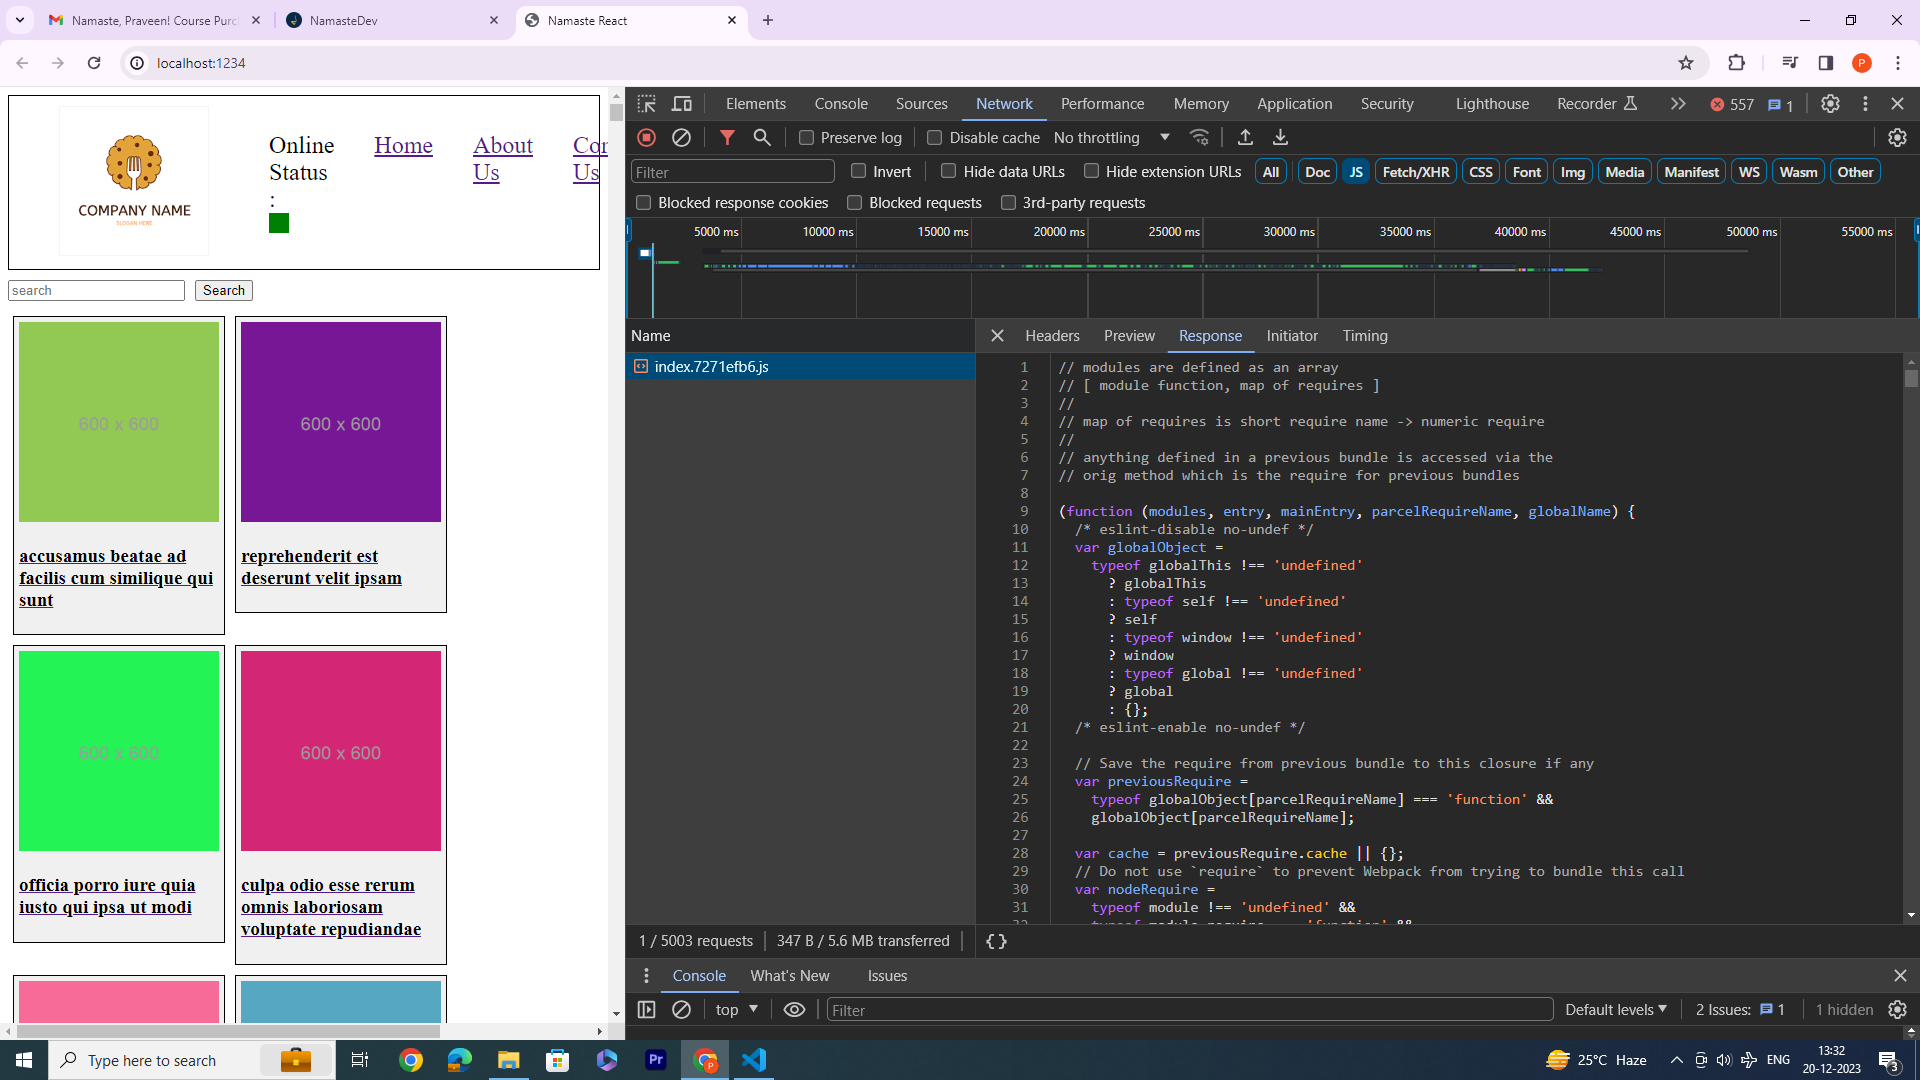 Namaste, Praveen! Course Purc
NamasteDev
Namaste React
localhost:1234
P
COMPANY NAME
SLOGAN HERE
Online Status :
Home
About Us
Con Us
search
Search
600 x 600
accusamus beatae ad facilis cum similique qui sunt
600 x 600
reprehenderit est deserunt velit ipsam
600 x 600
officia porro iure quia iusto qui ipsa ut modi
600 x 600
culpa odio esse rerum omnis laboriosam voluptate repudiandae
Elements Console Sources Network Performance Memory Application Security Lighthouse Recorder 557 1
Preserve log Disable cache No throttling
Filter Invert Hide data URLs Hide extension URLs All Doc JS Fetch/XHR CSS Font Img Media Manifest WS Wasm Other
Blocked response cookies Blocked requests 3rd-party requests
5000 ms 10000 ms 15000 ms 20000 ms 25000 ms 30000 ms 35000 ms 40000 ms 45000 ms 50000 ms 55000 ms
Name
index.7271efb6.js
Headers Preview Response Initiator Timing
1 // modules are defined as an array
2 // [ module function, map of requires ]
3 //
4 // map of requires is short require name -> numeric require
5 //
6 // anything defined in a previous bundle is accessed via the
7 // orig method which is the require for previous bundles
8
9 (function (modules, entry, mainEntry, parcelRequireName, globalName) {
10 /* eslint-disable no-undef */
11 var globalObject =
12 typeof globalThis !== 'undefined'
13 ? globalThis
14 : typeof self !== 'undefined'
15 ? self
16 : typeof window !== 'undefined'
17 ? window
18 : typeof global !== 'undefined'
19 ? global
20 : {};
21 /* eslint-enable no-undef */
22
23 // Save the require from previous bundle to this closure if any
24 var previousRequire =
25 typeof globalObject[parcelRequireName] === 'function' &&
26 globalObject[parcelRequireName];
27
28 var cache = previousRequire.cache || {};
29 // Do not use `require` to prevent Webpack from trying to bundle this call
30 var nodeRequire =
31 typeof module !== 'undefined' &&
32 typeof module.require === 'function' &&
1 / 5003 requests 347 B / 5.6 MB transferred {}
Console What's New Issues
top Filter Default levels 2 Issues: 1 1 hidden
Type here to search
Pr
P
25°C Haze ENG 13:32
20-12-2023
3